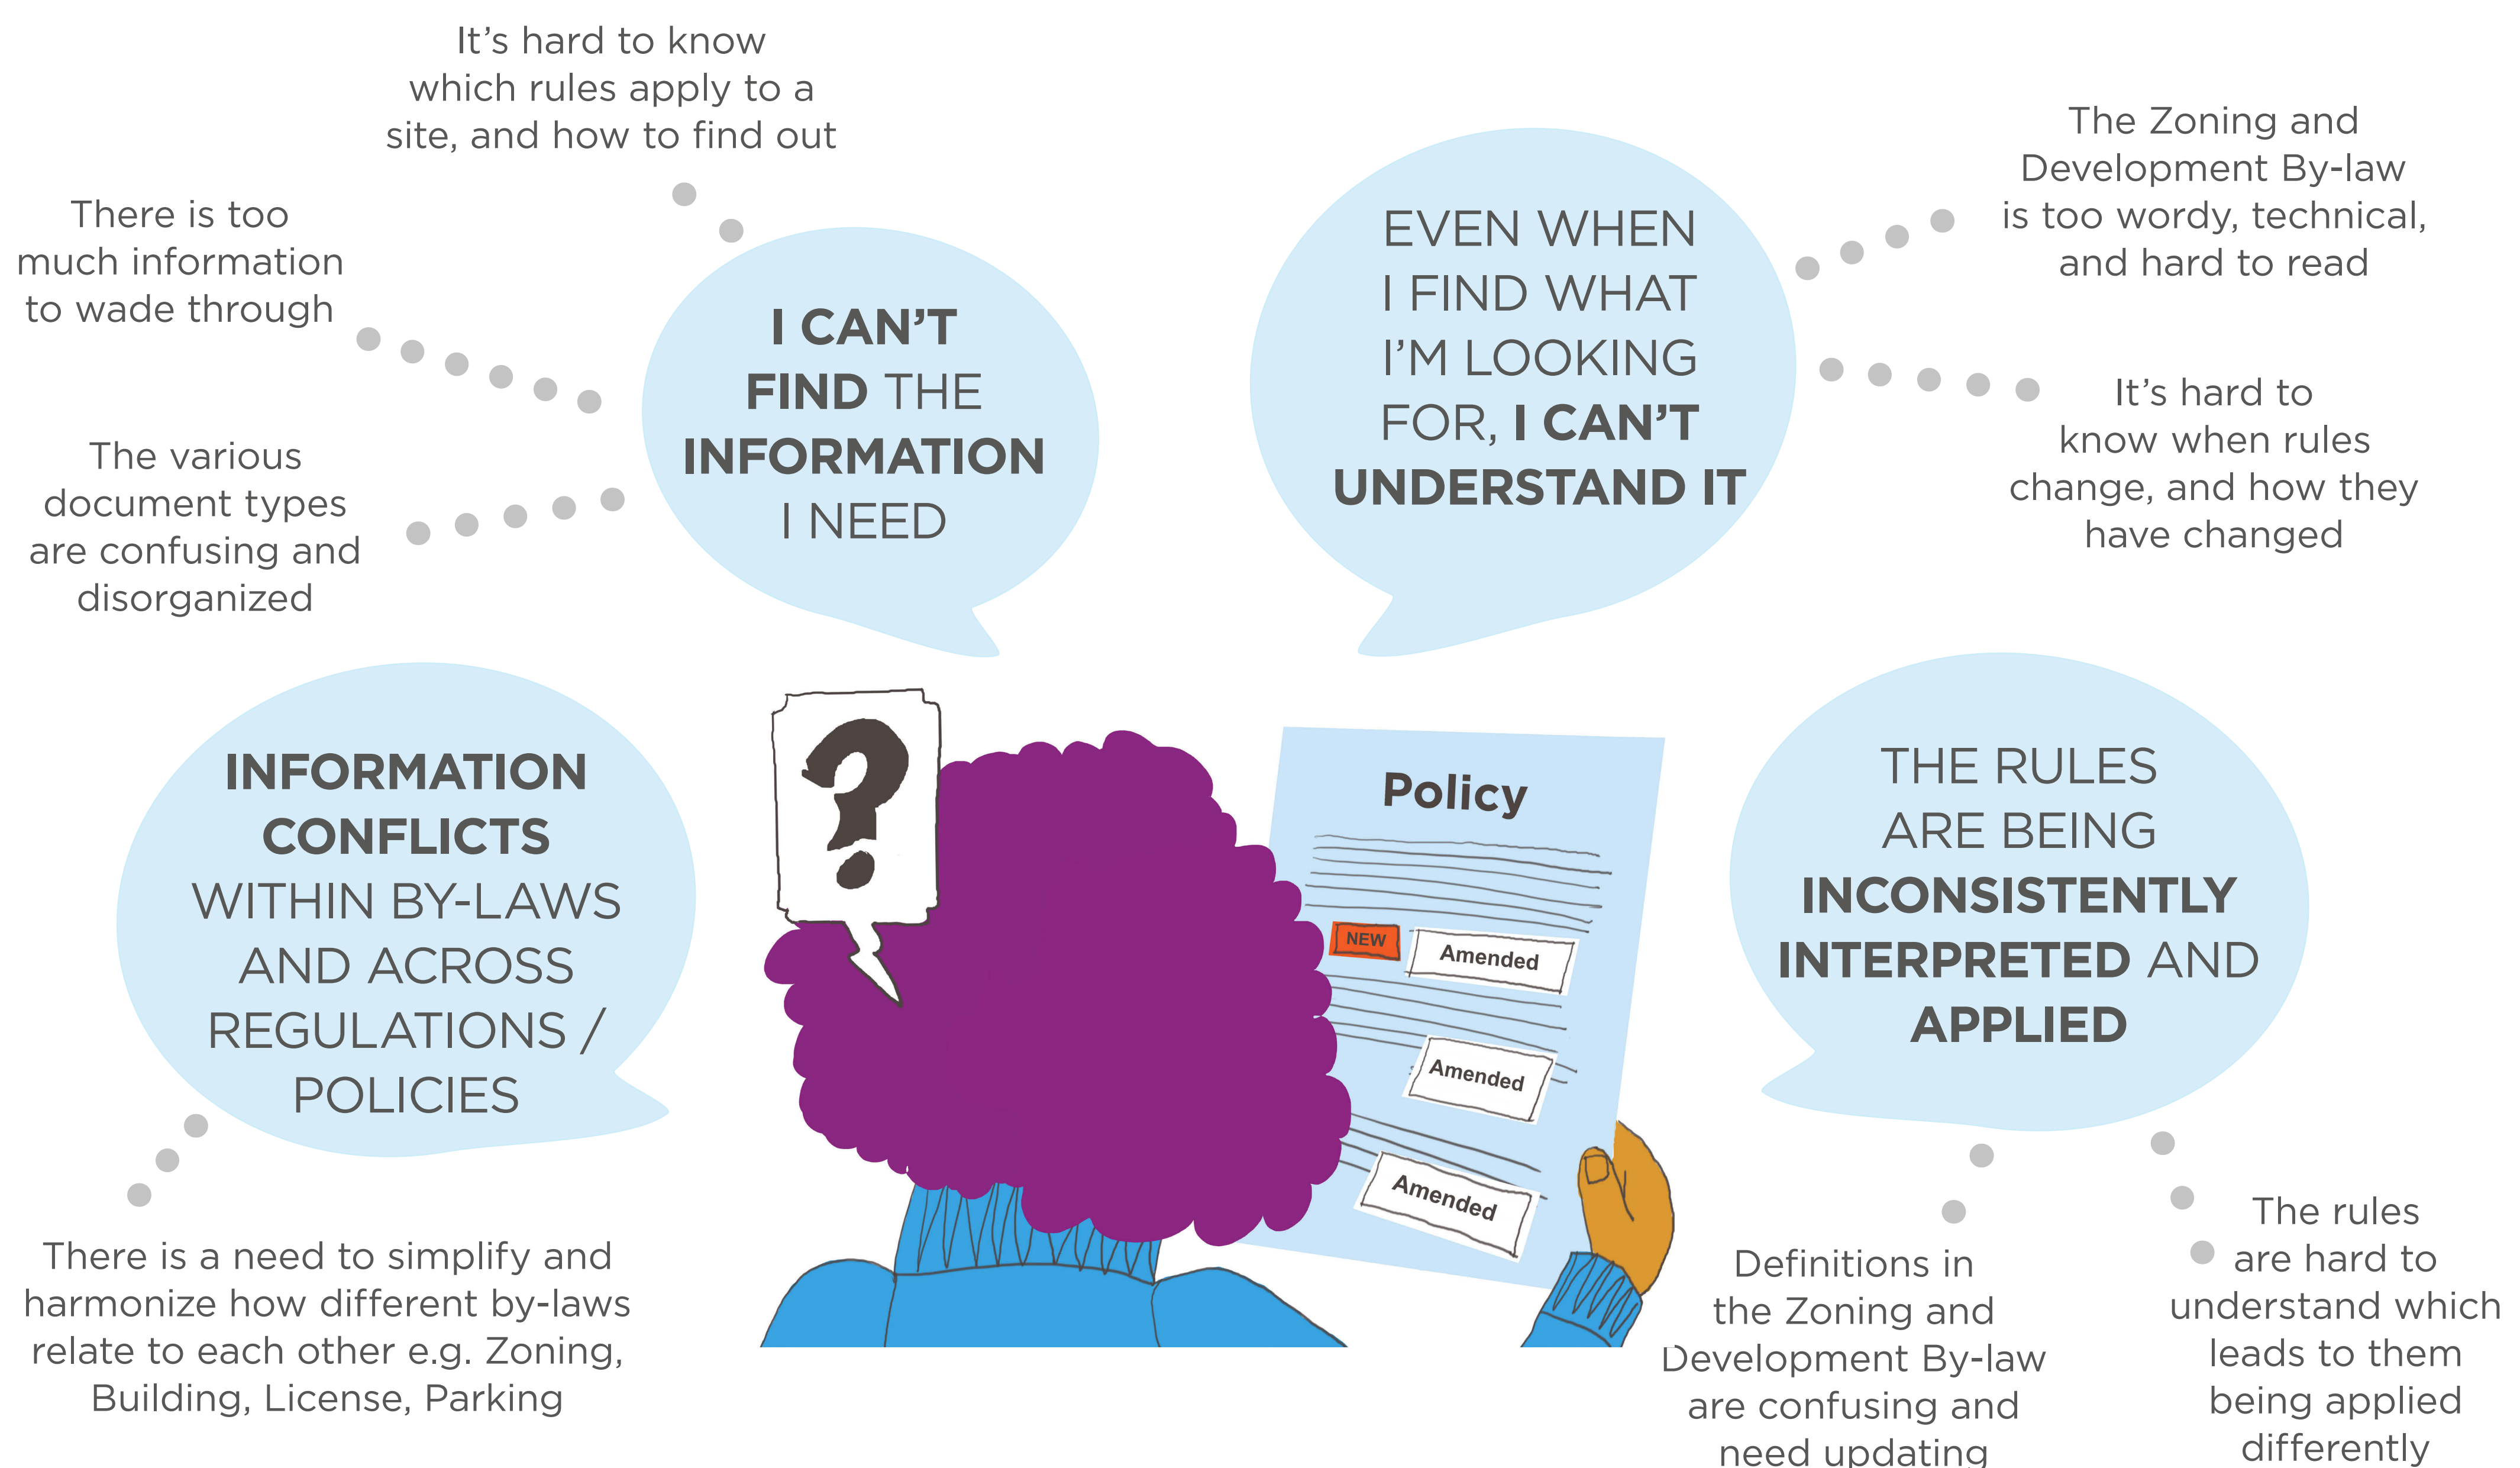 It's hard to know
which rules apply to a
site, and how to find out
There is too
much information
to wade through
The various
document types
are confusing and
disorganized
I CAN'T
FIND THE
INFORMATION
I NEED
EVEN WHEN
I FIND WHAT
I'M LOOKING
FOR, I CAN'T
UNDERSTAND IT
The Zoning and
Development By-law
is too wordy, technical,
and hard to read
It's hard to
know when rules
change, and how they
have changed
INFORMATION
CONFLICTS
WITHIN BY-LAWS
AND ACROSS
REGULATIONS /
POLICIES
There is a need to simplify and
harmonize how different by-laws
relate to each other e.g. Zoning,
Building, License, Parking
?
Policy
NEW
Amended
Amended
Amended
THE RULES
ARE BEING
INCONSISTENTLY
INTERPRETED AND
APPLIED
Definitions in
the Zoning and
Development By-law
are confusing and
need updating
The rules
are hard to
understand which
leads to them
being applied
differently